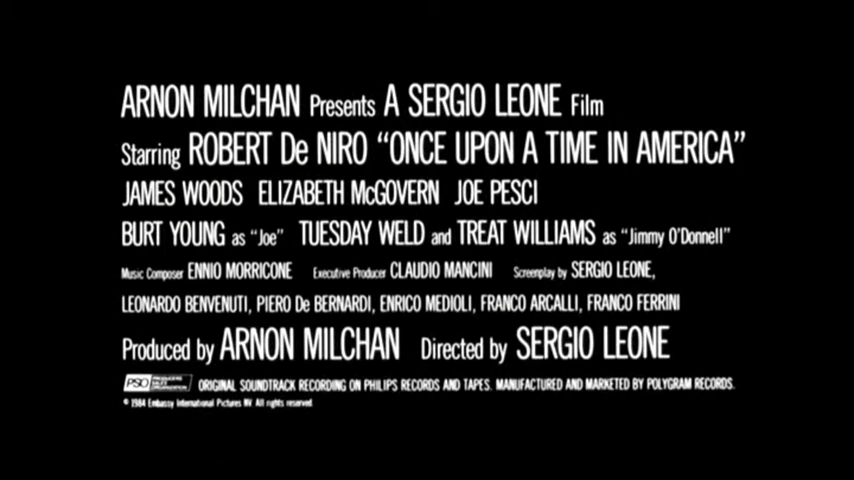 ARNON MILCHAN Presents A SERGIO LEONE Film
Starring ROBERT De NIRO “ONCE UPON A TIME IN AMERICA”
JAMES WOODS ELIZABETH McGOVERN JOE PESCI
BURT YOUNG as “Joe” TUESDAY WELD and TREAT WILLIAMS as “Jimmy O’Donnell”
Music Composer ENNIO MORRICONE Executive Producer CLAUDIO MANCINI Screenplay by SERGIO LEONE,
LEONARDO BENVENUTI, PIERO De BERNARDI, ENRICO MEDIOLI, FRANCO ARCALLI, FRANCO FERRINI
Produced by ARNON MILCHAN Directed by SERGIO LEONE
PSO PRODUCERS SALES ORGANIZATION ORIGINAL SOUNDTRACK RECORDING ON PHILIPS RECORDS AND TAPES. MANUFACTURED AND MARKETED BY POLYGRAM RECORDS.
© 1984 Embassy International Pictures NV All rights reserved